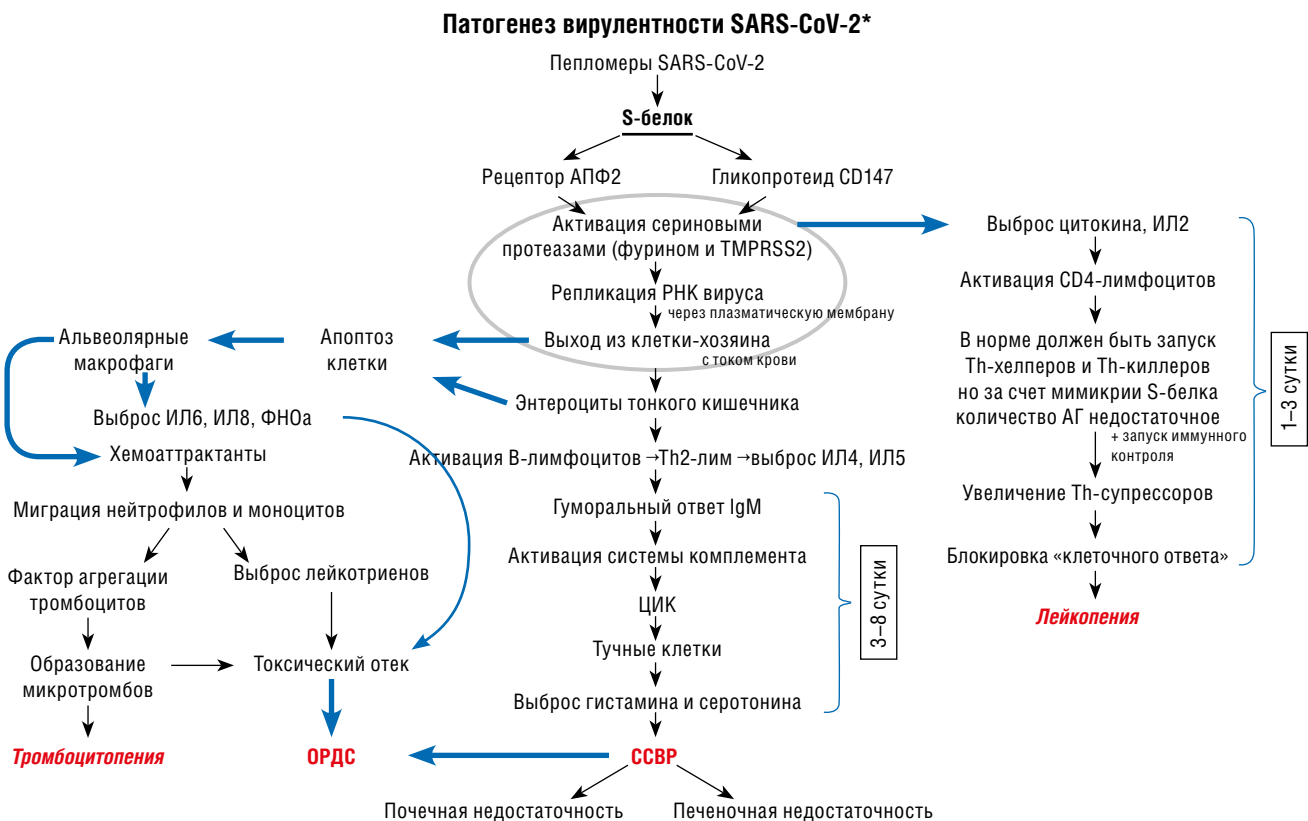 Патогенез вирулентности SARS-CoV-2*
Пепломеры SARS-CoV-2
S-белок
Рецептор АПФ2
Гликопротеид CD147
Активация сериновыми
протеазами (фурином и TMPRSS2)
Репликация РНК вируса
через плазматическую мембрану
Выход из клетки-хозяина
с током крови
Апоптоз
клетки
Альвеолярные
макрофаги
Выброс ИЛ6, ИЛ8, ФНОа
Хемоаттрактанты
Миграция нейтрофилов и моноцитов
Фактор агрегации
тромбоцитов
Выброс лейкотриенов
Образование
микротромбов
Токсический отек
Тромбоцитопения
ОРДС
Энтероциты тонкого кишечника
Активация В-лимфоцитов →Th2-лим →выброс ИЛ4, ИЛ5
Гуморальный ответ IgM
Активация системы комплемента
ЦИК
Тучные клетки
Выброс гистамина и серотонина
3–8 сутки
ССВР
Почечная недостаточность
Печеночная недостаточность
Выброс цитокина, ИЛ2
Активация CD4-лимфоцитов
В норме должен быть запуск
Th-хелперов и Th-киллеров
но за счет мимикрии S-белка
количество АГ недостаточное
+ запуск иммунного
контроля
Увеличение Th-супрессоров
Блокировка «клеточного ответа»
1–3 сутки
Лейкопения